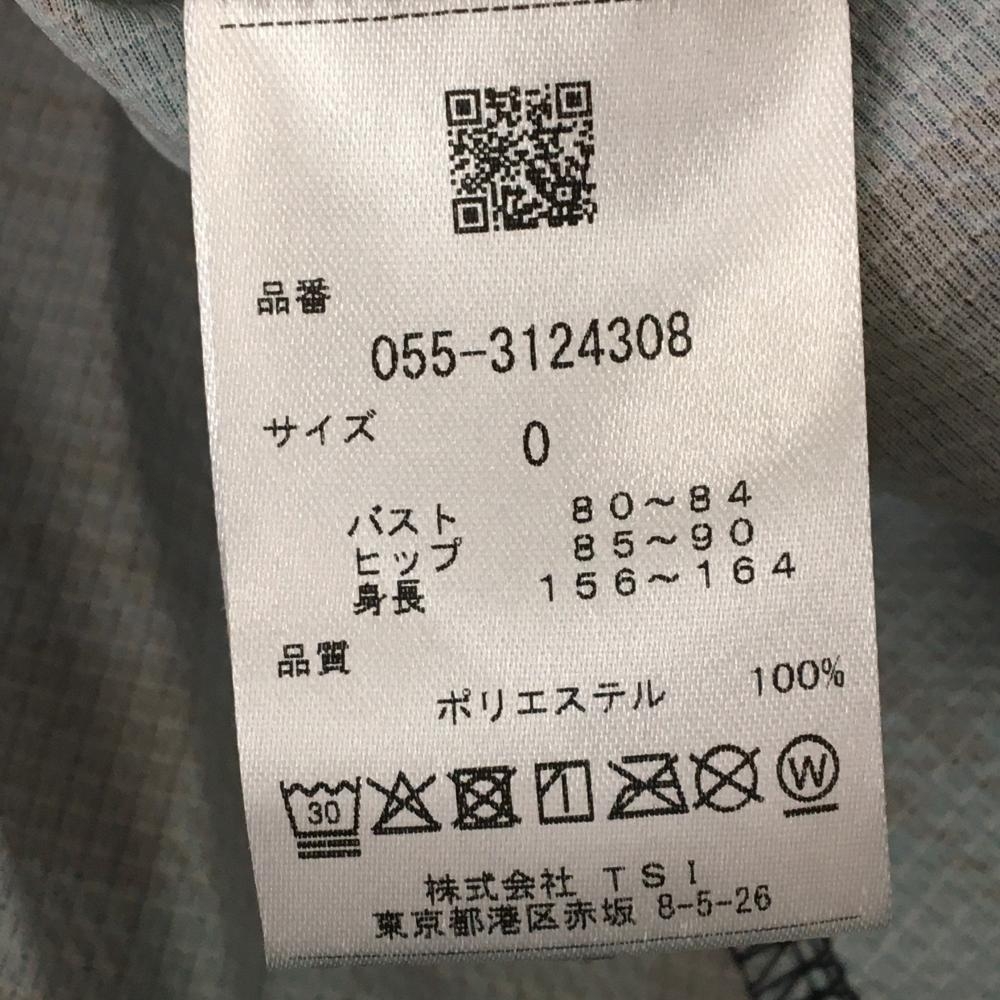 品番
055-3124308
サイズ 0
バスト 80～84
ヒップ 85～90
身長 156～164
品質
ポリエステル 100%
30 W
株式会社 TSI
東京都港区赤坂 8-5-26